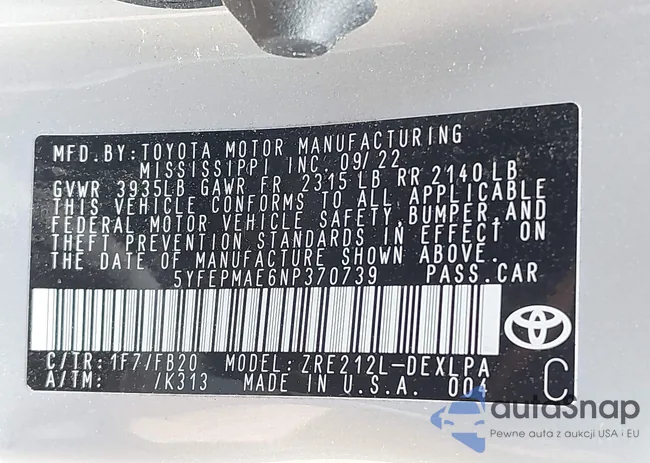 MFD.BY:TOYOTA MOTOR MANUFACTURING
MISSISSIPPI INC. 09/22
GVWR 3935LB GAWR FR 2315LB RR 2140LB
THIS VEHICLE CONFORMS TO ALL APPLICABLE
FEDERAL MOTOR VEHICLE SAFETY,BUMPER,AND
THEFT PREVENTION STANDARDS IN EFFECT ON
THE DATE OF MANUFACTURE SHOWN ABOVE.
5YFEPMAE6NP370739 PASS.CAR
C/TR:1F7/FB20 MODEL:ZRE212L-DEXLPA
A/TM: /K313 MADE IN U.S.A. 004 C
autoSnap
Pewne auta z aukcji USA i EU